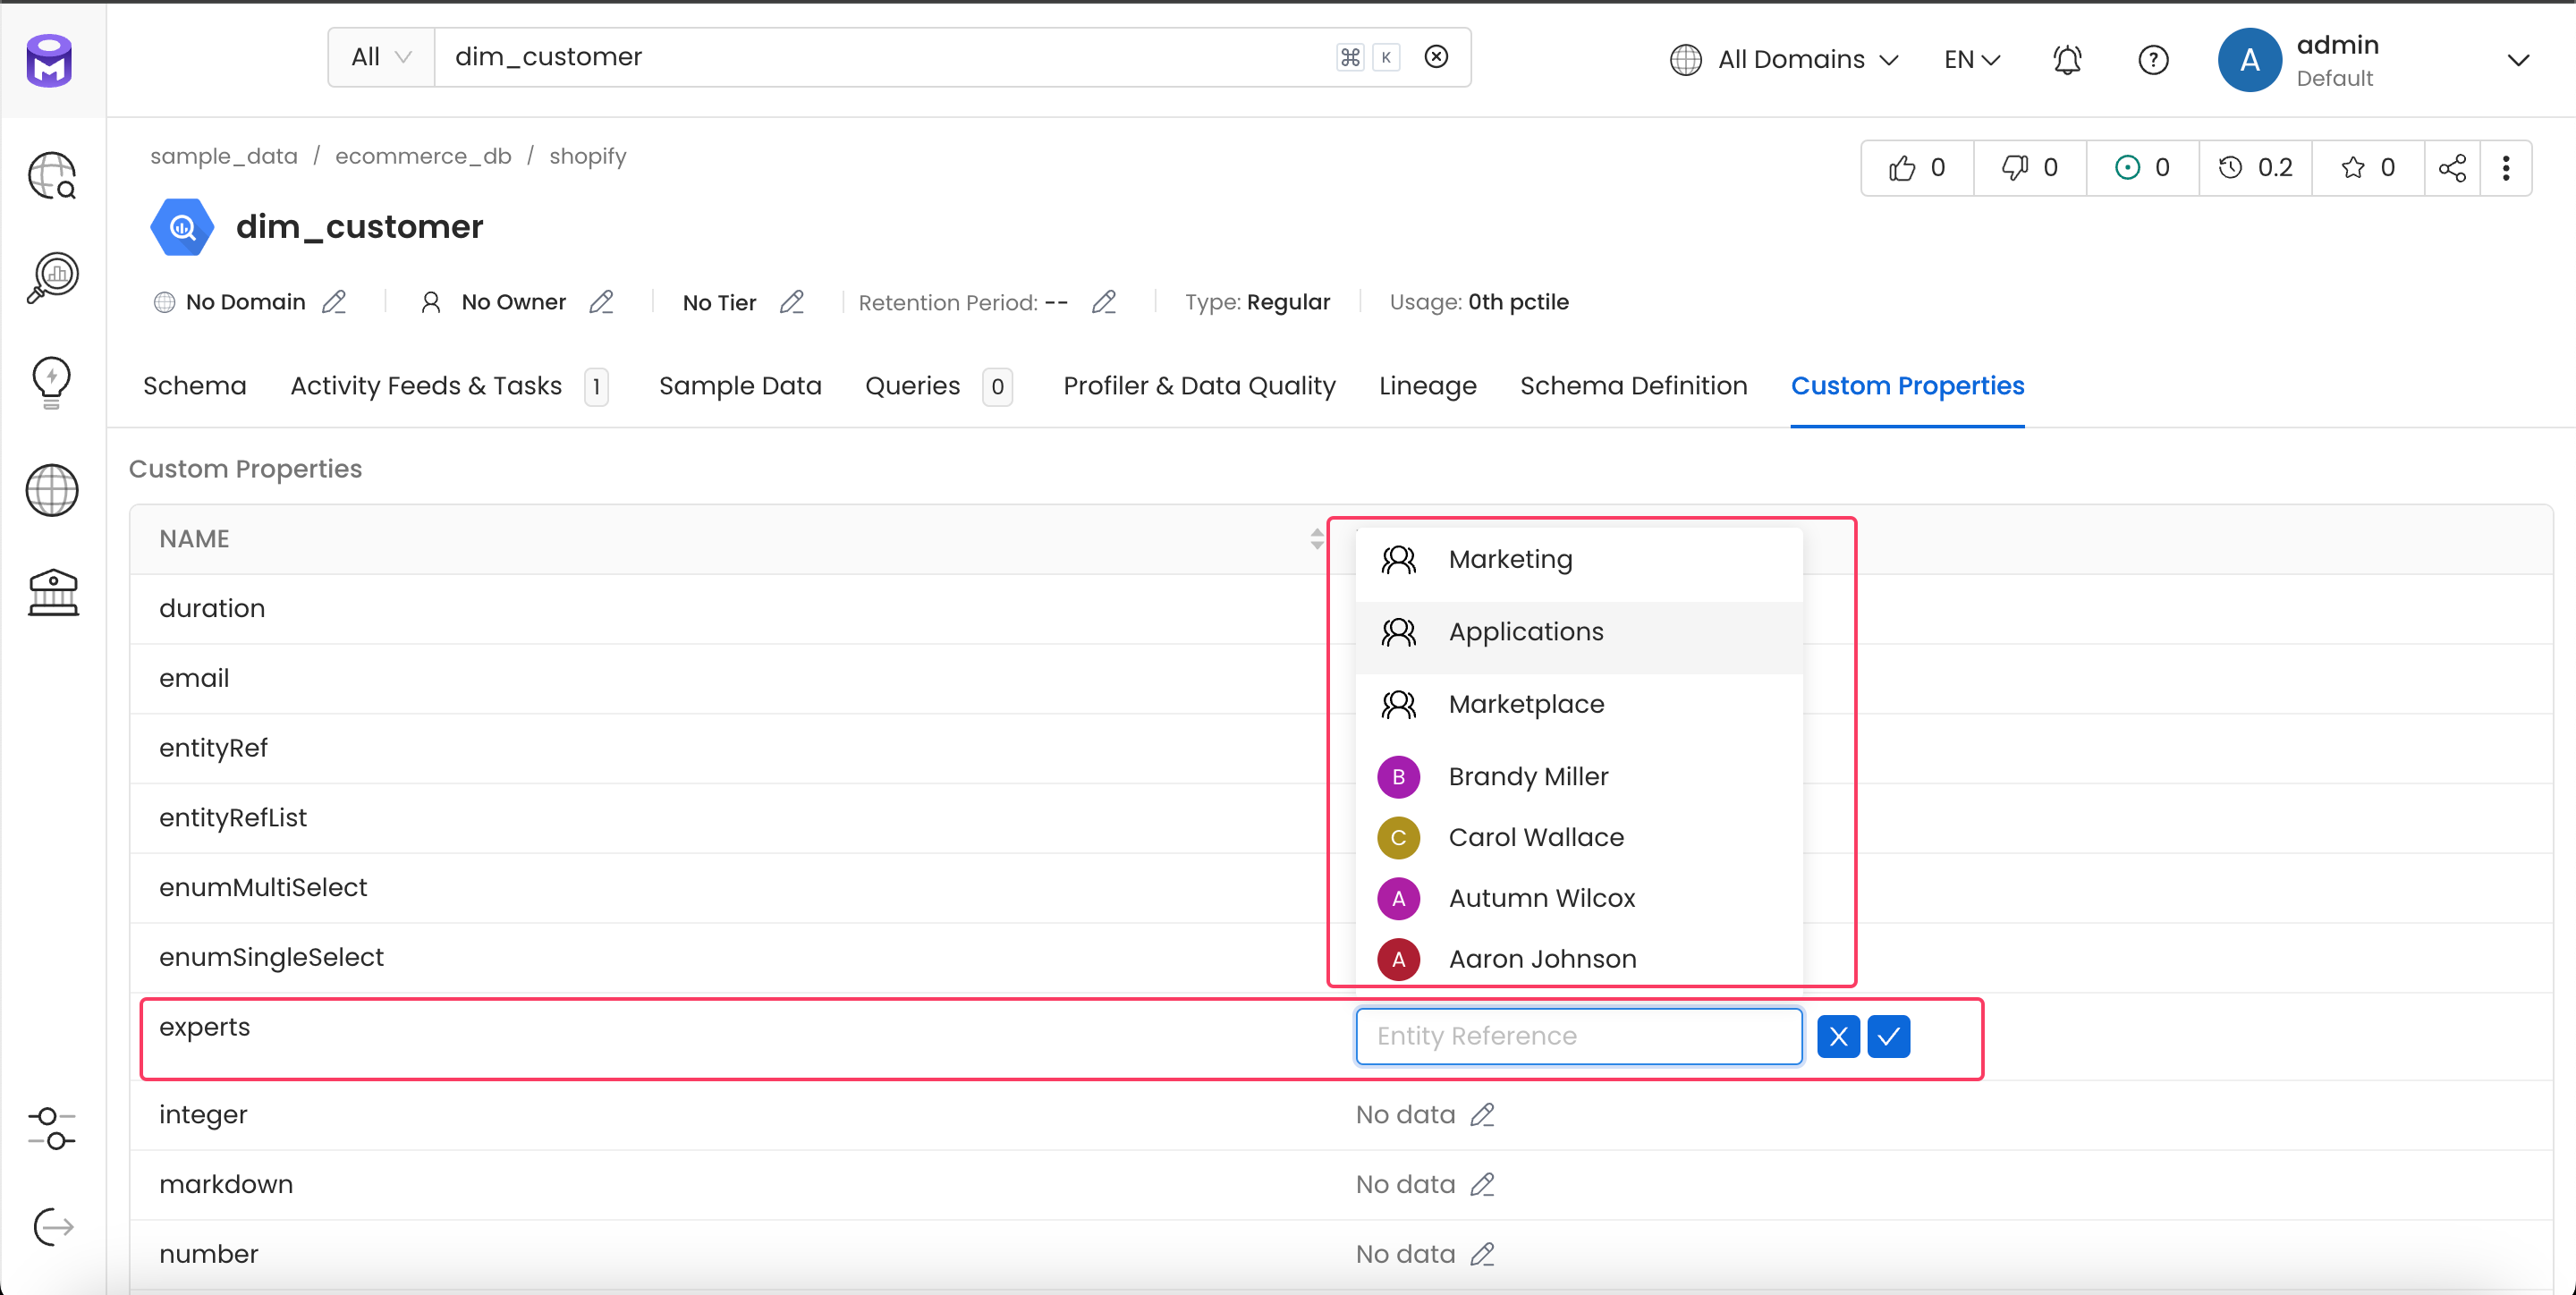 All dim_customer ⌘ K All Domains EN A admin
Default
sample_data / ecommerce_db / shopify
0 0 0 0.2 0
dim_customer
No Domain No Owner No Tier Retention Period: -- Type: Regular Usage: 0th pctile
Schema Activity Feeds & Tasks 1 Sample Data Queries 0 Profiler & Data Quality Lineage Schema Definition Custom Properties
Custom Properties
NAME
Marketing
duration
Applications
email
Marketplace
entityRef
B Brandy Miller
entityRefList
C Carol Wallace
enumMultiSelect
A Autumn Wilcox
enumSingleSelect
A Aaron Johnson
experts Entity Reference
integer No data
markdown No data
number No data